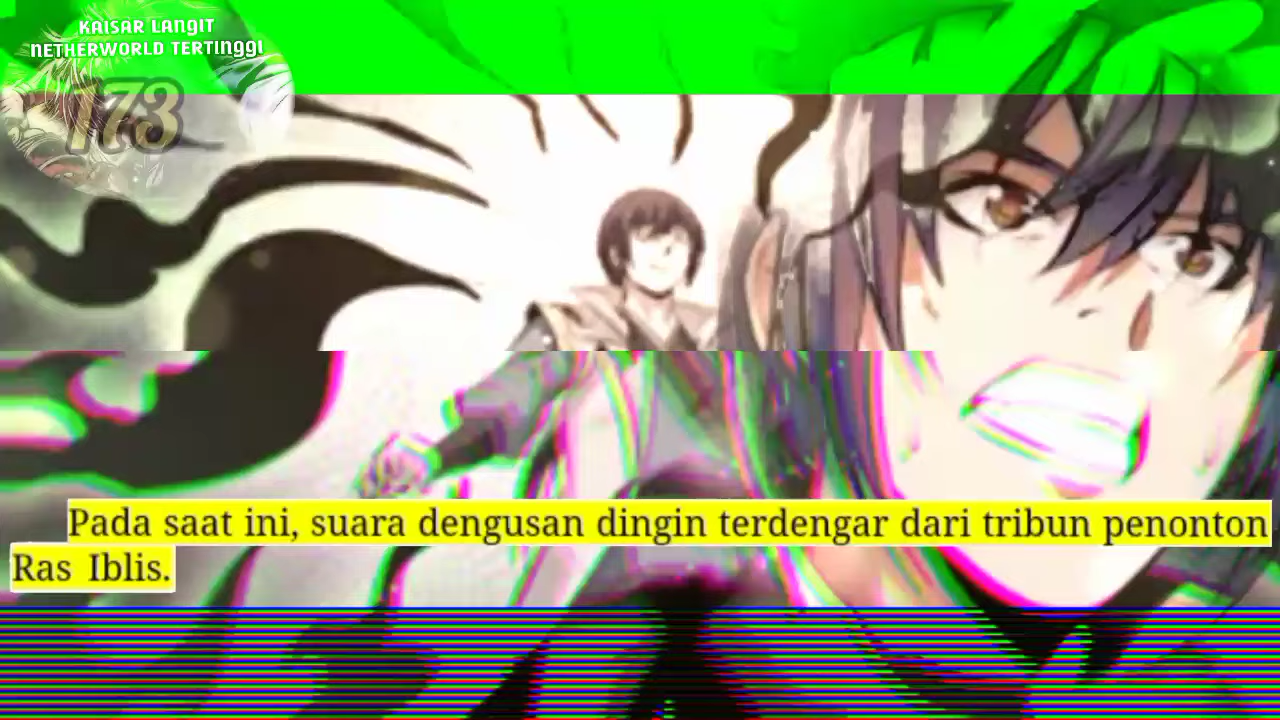 KAISAR LANGIT
NETHERWORLD TERTINGGI
173
Pada saat ini, suara dengusan dingin terdengar dari tribun penonton
Ras Iblis.